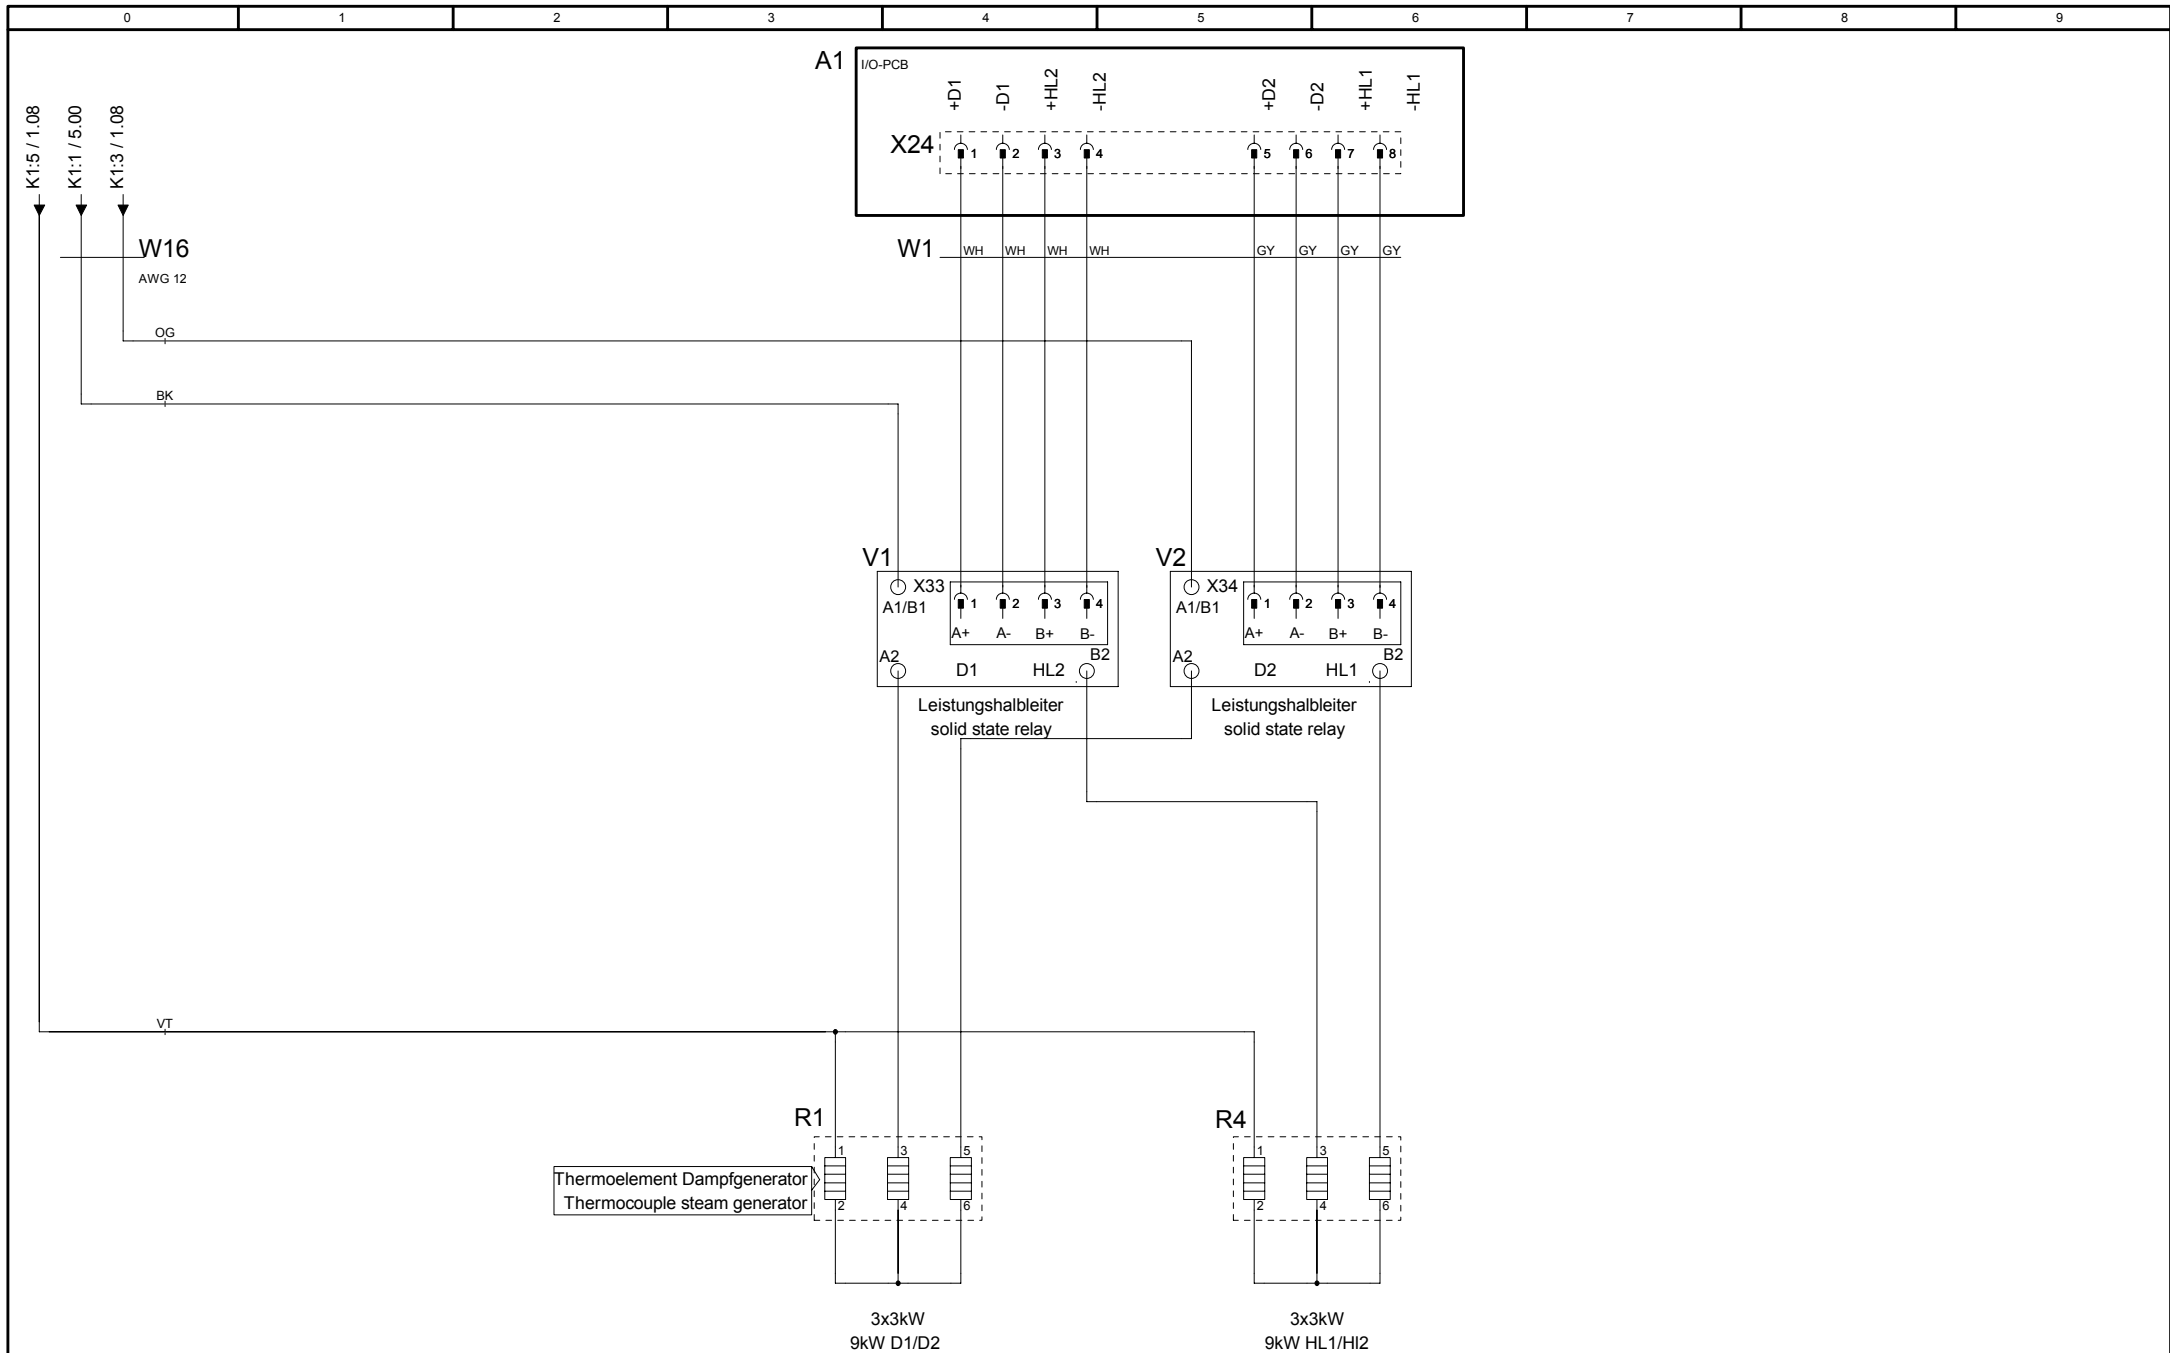 0 1 2 3 4 5 6 7 8 9
A1 I/O-PCB
+D1 -D1 +HL2 -HL2 +D2 -D2 +HL1 -HL1
K1:5 / 1.08
K1:1 / 5.00
K1:3 / 1.08
X24 1 2 3 4 5 6 7 8
W16
AWG 12
W1 WH WH WH WH GY GY GY GY
OG
BK
V1
X33
A1/B1
1 2 3 4
A+ A- B+ B-
A2 D1 HL2 B2
Leistungshalbleiter
solid state relay
V2
X34
A1/B1
1 2 3 4
A+ A- B+ B-
A2 D2 HL1 B2
Leistungshalbleiter
solid state relay
VT
R1
1 3 5
Thermoelement Dampfgenerator
Thermocouple steam generator
2 4 6
3x3kW
9kW D1/D2
R4
1 3 5
2 4 6
3x3kW
9kW HL1/Hl2